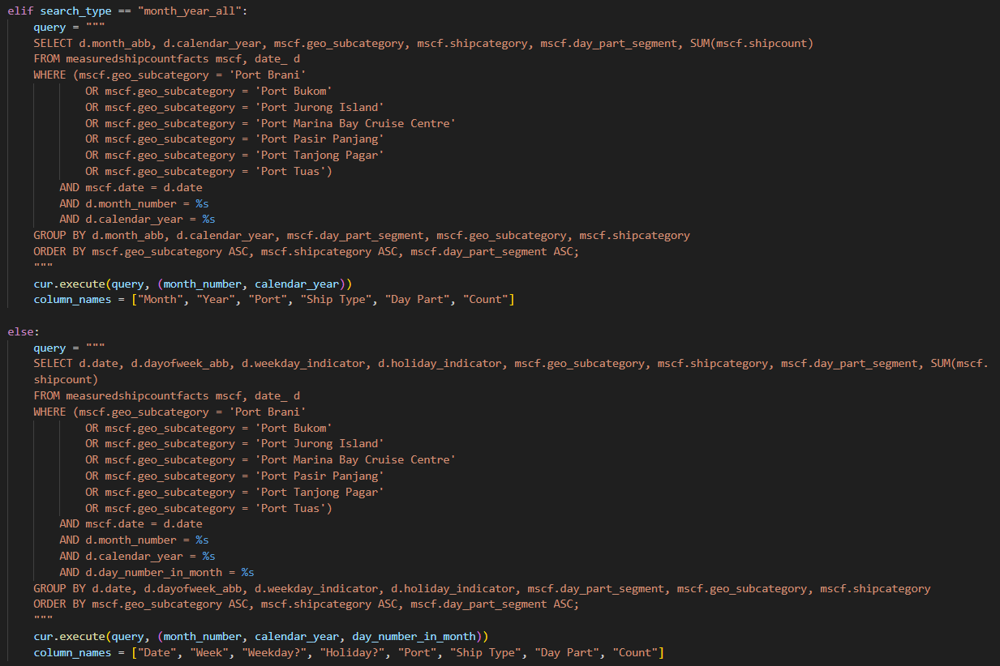 elif search_type == "month_year_all":
query = """
SELECT d.month_abb, d.calendar_year, mscf.geo_subcategory, mscf.shipcategory, mscf.day_part_segment, SUM(mscf.shipcount)
FROM measuredshipcountfacts mscf, date_ d
WHERE (mscf.geo_subcategory = 'Port Brani'
OR mscf.geo_subcategory = 'Port Bukom'
OR mscf.geo_subcategory = 'Port Jurong Island'
OR mscf.geo_subcategory = 'Port Marina Bay Cruise Centre'
OR mscf.geo_subcategory = 'Port Pasir Panjang'
OR mscf.geo_subcategory = 'Port Tanjong Pagar'
OR mscf.geo_subcategory = 'Port Tuas')
AND mscf.date = d.date
AND d.month_number = %s
AND d.calendar_year = %s
GROUP BY d.month_abb, d.calendar_year, mscf.day_part_segment, mscf.geo_subcategory, mscf.shipcategory
ORDER BY mscf.geo_subcategory ASC, mscf.shipcategory ASC, mscf.day_part_segment ASC;
"""
cur.execute(query, (month_number, calendar_year))
column_names = ["Month", "Year", "Port", "Ship Type", "Day Part", "Count"]
else:
query = """
SELECT d.date, d.dayofweek_abb, d.weekday_indicator, d.holiday_indicator, mscf.geo_subcategory, mscf.shipcategory, mscf.day_part_segment, SUM(mscf.
shipcount)
FROM measuredshipcountfacts mscf, date_ d
WHERE (mscf.geo_subcategory = 'Port Brani'
OR mscf.geo_subcategory = 'Port Bukom'
OR mscf.geo_subcategory = 'Port Jurong Island'
OR mscf.geo_subcategory = 'Port Marina Bay Cruise Centre'
OR mscf.geo_subcategory = 'Port Pasir Panjang'
OR mscf.geo_subcategory = 'Port Tanjong Pagar'
OR mscf.geo_subcategory = 'Port Tuas')
AND mscf.date = d.date
AND d.month_number = %s
AND d.calendar_year = %s
AND d.day_number_in_month = %s
GROUP BY d.date, d.dayofweek_abb, d.weekday_indicator, d.holiday_indicator, mscf.day_part_segment, mscf.geo_subcategory, mscf.shipcategory
ORDER BY mscf.geo_subcategory ASC, mscf.shipcategory ASC, mscf.day_part_segment ASC;
"""
cur.execute(query, (month_number, calendar_year, day_number_in_month))
column_names = ["Date", "Week", "Weekday?", "Holiday?", "Port", "Ship Type", "Day Part", "Count"]